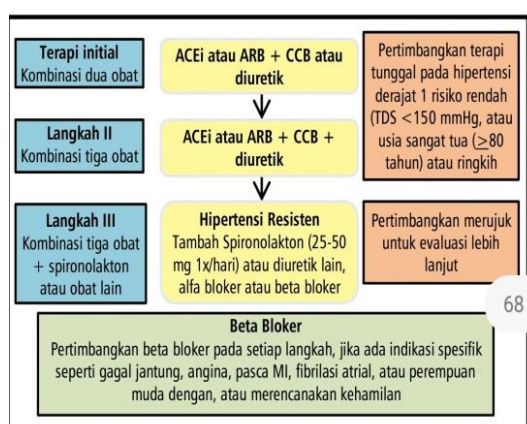 Terapi initial
Kombinasi dua obat
ACEi atau ARB + CCB atau
diuretik
Pertimbangkan terapi
tunggal pada hipertensi
derajat 1 risiko rendah
(TDS <150 mmHg, atau
usia sangat tua (≥80
tahun) atau ringkih
Langkah II
Kombinasi tiga obat
ACEi atau ARB + CCB +
diuretik
Langkah III
Kombinasi tiga obat
+ spironolakton
atau obat lain
Hipertensi Resisten
Tambah Spironolakton (25-50
mg 1x/hari) atau diuretik lain,
alfa bloker atau beta bloker
Pertimbangkan merujuk
untuk evaluasi lebih
lanjut
68
Beta Bloker
Pertimbangkan beta bloker pada setiap langkah, jika ada indikasi spesifik
seperti gagal jantung, angina, pasca MI, fibrilasi atrial, atau perempuan
muda dengan, atau merencanakan kehamilan